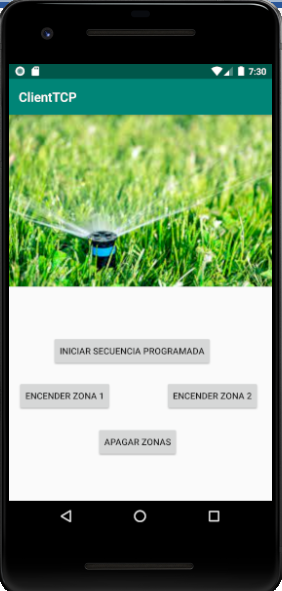 7:30
ClientTCP
INICIAR SECUENCIA PROGRAMADA
ENCENDER ZONA 1
ENCENDER ZONA 2
APAGAR ZONAS